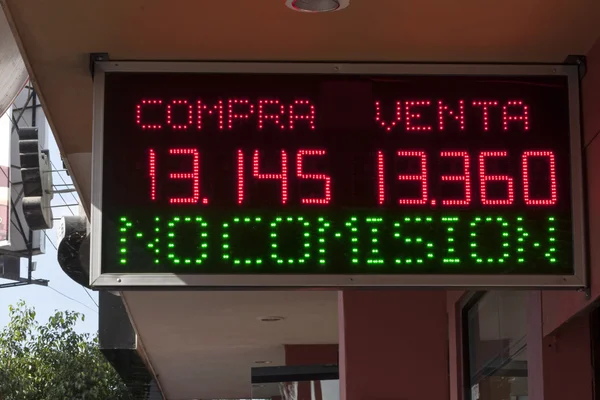 COMPRA VENTA
13.145 13.360
NO COMISION